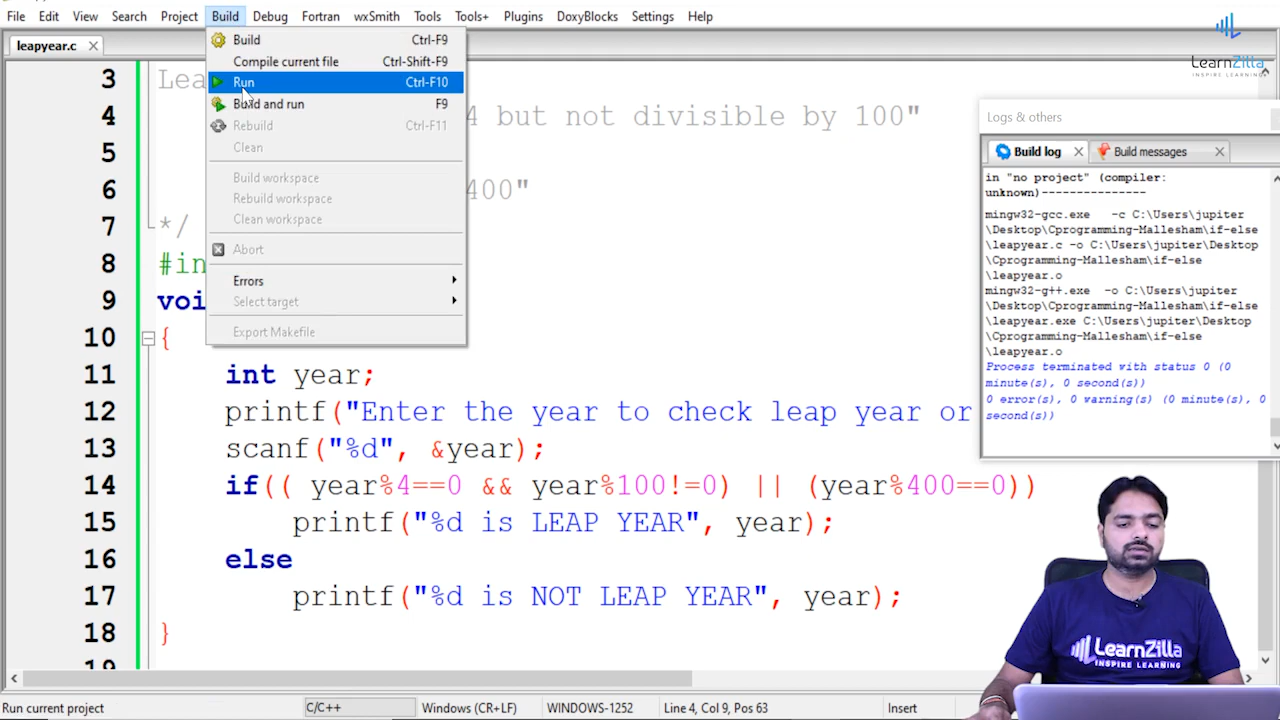 File Edit View Search Project Build Debug Fortran wxSmith Tools Tools+ Plugins DoxyBlocks Settings Help
leapyear.c
Build Ctrl-F9
Compile current file Ctrl-Shift-F9
Run Ctrl-F10
Build and run F9
Rebuild Ctrl-F11
Clean
Build workspace
Rebuild workspace
Clean workspace
Abort
Errors
Select target
Export Makefile
3 Lea
4 4 but not divisible by 100"
5
6 400"
7 */
8 #in
9 voi
10 {
11 int year;
12 printf("Enter the year to check leap year or
13 scanf("%d", &year);
14 if(( year%4==0 && year%100!=0) || (year%400==0))
15 printf("%d is LEAP YEAR", year);
16 else
17 printf("%d is NOT LEAP YEAR", year);
18 }
19
LearnZilla
INSPIRE LEARNING
Logs & others
Build log Build messages
in "no project" (compiler:
unknown)---------------
mingw32-gcc.exe -c C:\Users\jupiter
\Desktop\Cprogramming-Mallesham\if-else
\leapyear.c -o C:\Users\jupiter\Desktop
\Cprogramming-Mallesham\if-else
\leapyear.o
mingw32-g++.exe -o C:\Users\jupiter
\Desktop\Cprogramming-Mallesham\if-else
\leapyear.exe C:\Users\jupiter\Desktop
\Cprogramming-Mallesham\if-else
\leapyear.o
Process terminated with status 0 (0
minute(s), 0 second(s))
0 error(s), 0 warning(s) (0 minute(s), 0
second(s))
LearnZilla
INSPIRE LEARNING
Run current project C/C++ Windows (CR+LF) WINDOWS-1252 Line 4, Col 9, Pos 63 Insert